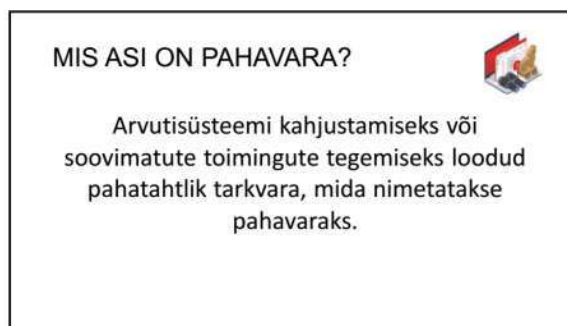 MIS ASI ON PAHAVARA?
Arvutisüsteemi kahjustamiseks või
soovimatute toimingute tegemiseks loodud
pahatahtlik tarkvara, mida nimetatakse
pahavaraks.